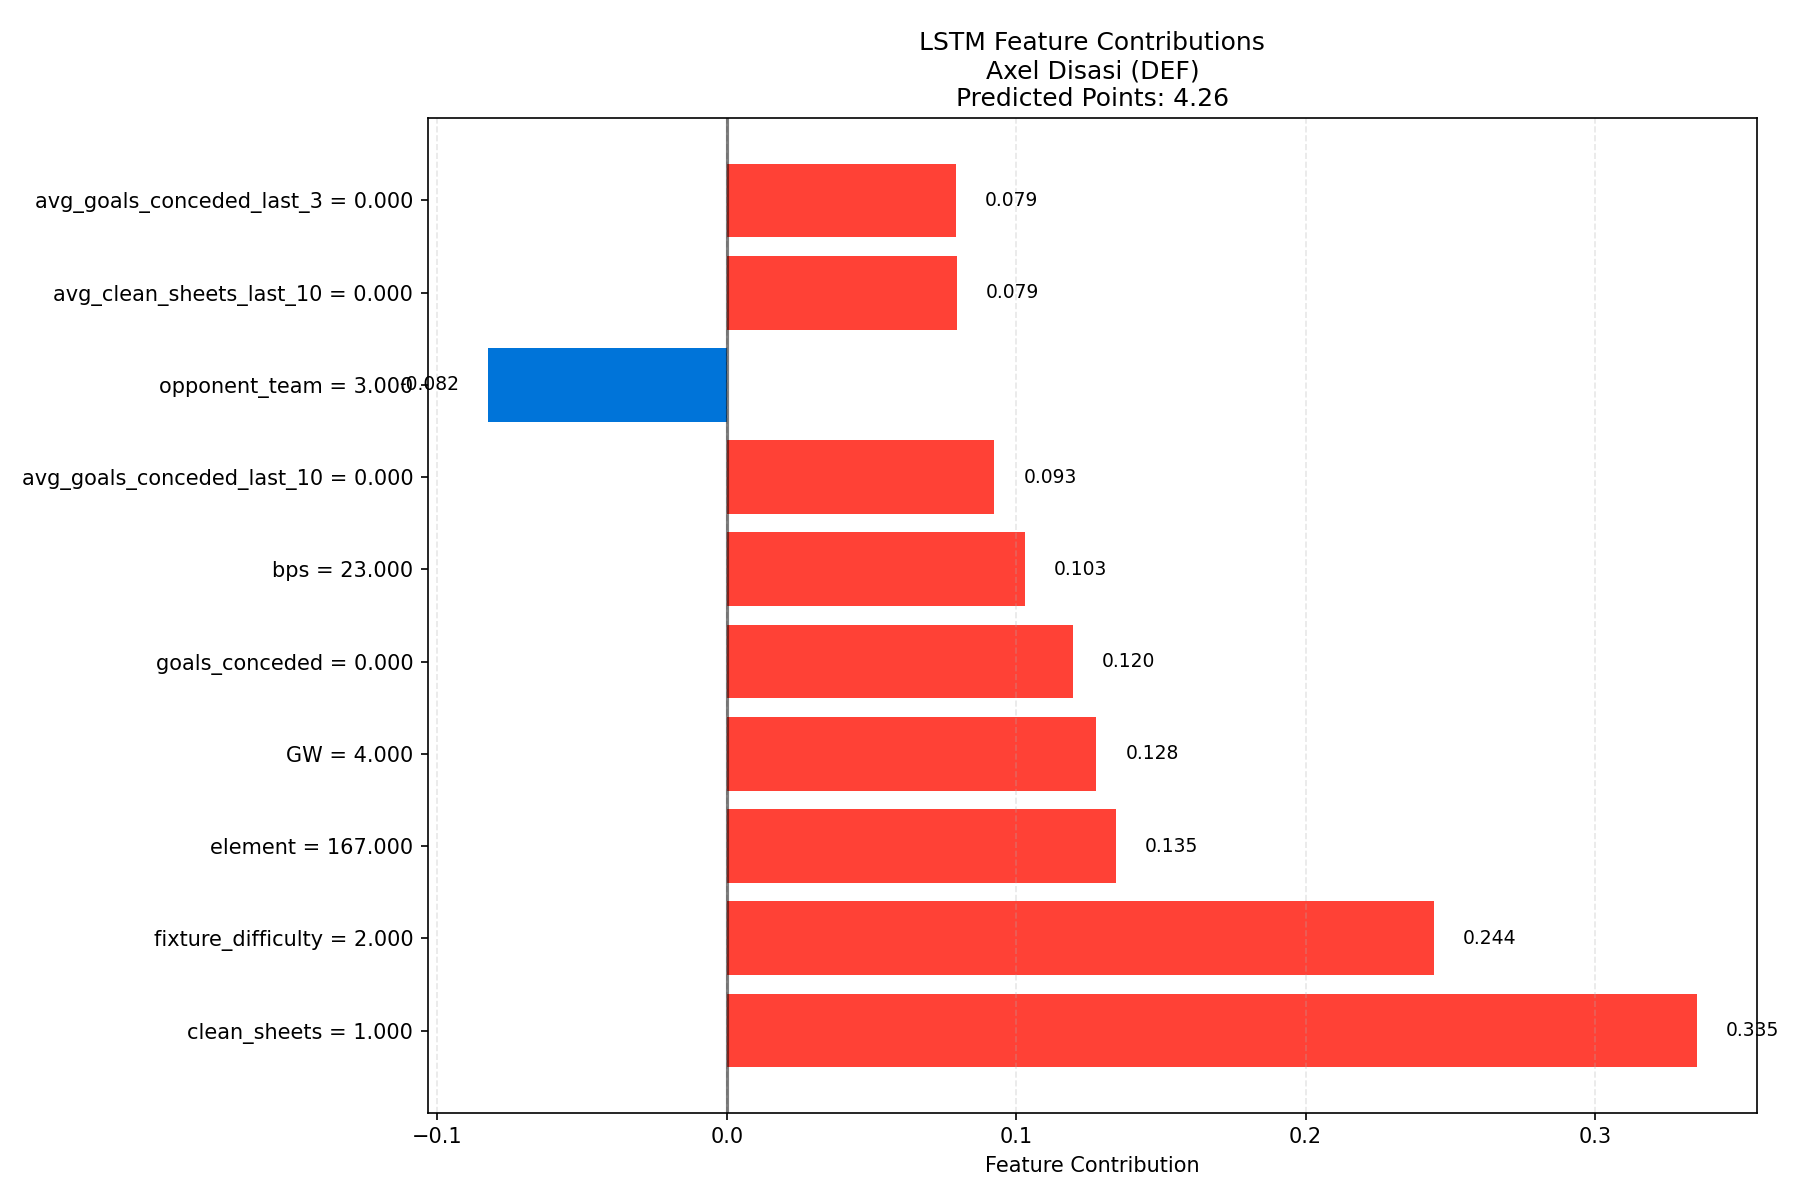 LSTM Feature Contributions
Axel Disasi (DEF)
Predicted Points: 4.26
avg_goals_conceded_last_3 = 0.000
0.079
avg_clean_sheets_last_10 = 0.000
0.079
opponent_team = 3.000
−0.082
avg_goals_conceded_last_10 = 0.000
0.093
bps = 23.000
0.103
goals_conceded = 0.000
0.120
GW = 4.000
0.128
element = 167.000
0.135
fixture_difficulty = 2.000
0.244
clean_sheets = 1.000
0.335
−0.1 0.0 0.1 0.2 0.3
Feature Contribution